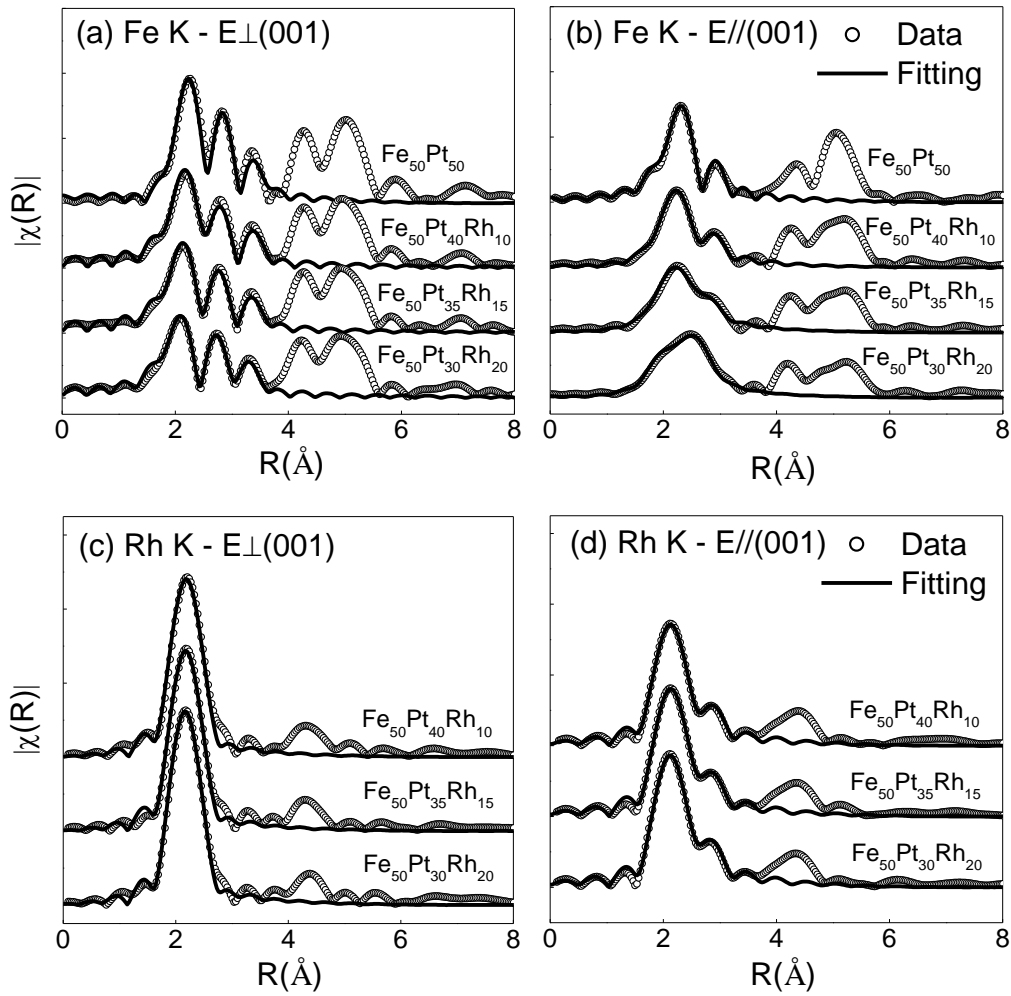 (a) Fe K - E⊥(001)
|χ(R)|
Fe₅₀Pt₅₀
Fe₅₀Pt₄₀Rh₁₀
Fe₅₀Pt₃₅Rh₁₅
Fe₅₀Pt₃₀Rh₂₀
0 2 4 6 8
R(Å)
(b) Fe K - E//(001)
Data
Fitting
Fe₅₀Pt₅₀
Fe₅₀Pt₄₀Rh₁₀
Fe₅₀Pt₃₅Rh₁₅
Fe₅₀Pt₃₀Rh₂₀
0 2 4 6 8
R(Å)
(c) Rh K - E⊥(001)
|χ(R)|
Fe₅₀Pt₄₀Rh₁₀
Fe₅₀Pt₃₅Rh₁₅
Fe₅₀Pt₃₀Rh₂₀
0 2 4 6 8
R(Å)
(d) Rh K - E//(001)
Data
Fitting
Fe₅₀Pt₄₀Rh₁₀
Fe₅₀Pt₃₅Rh₁₅
Fe₅₀Pt₃₀Rh₂₀
0 2 4 6 8
R(Å)